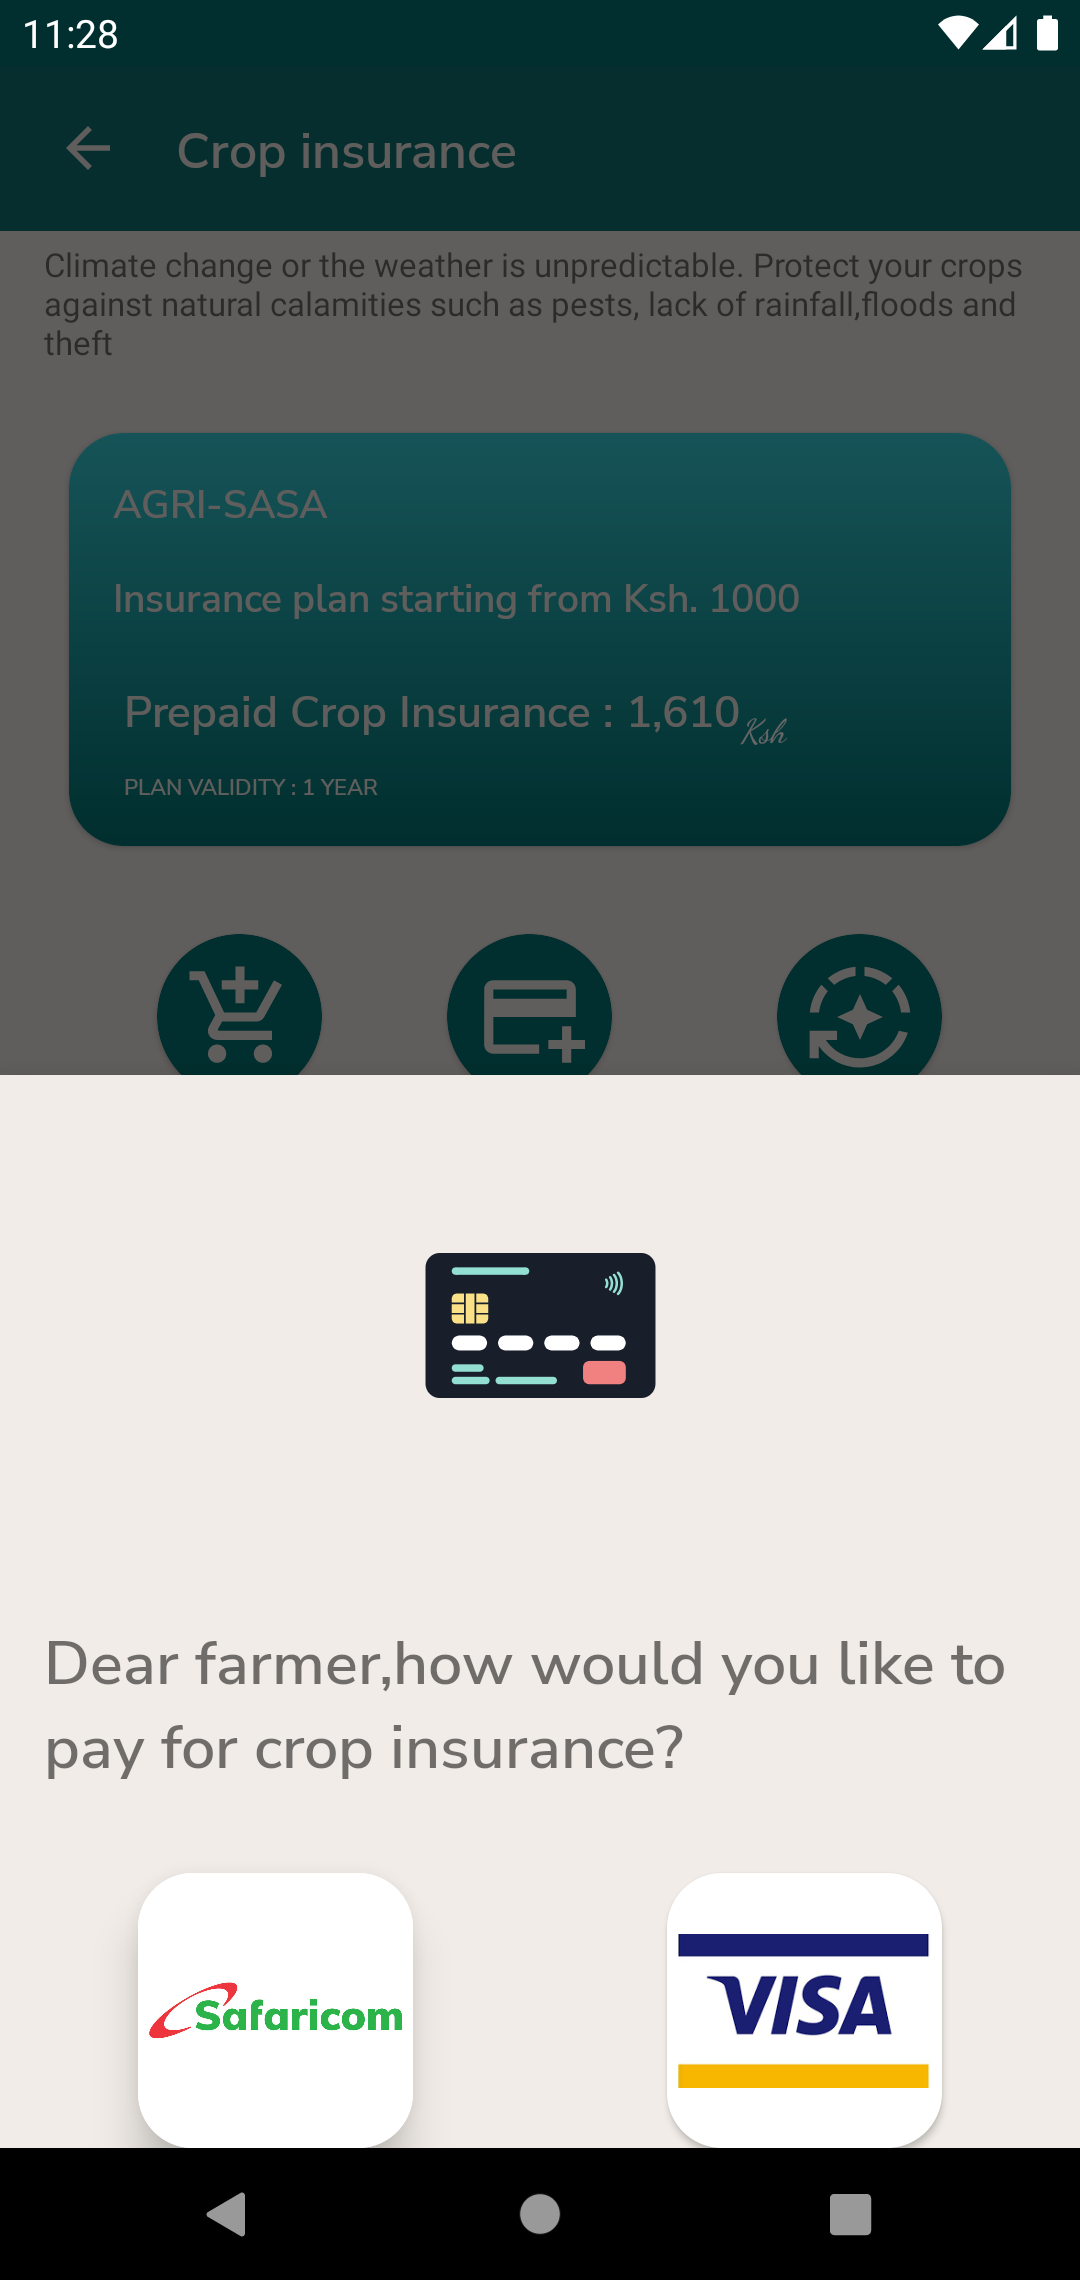 11:28
Crop insurance
Climate change or the weather is unpredictable. Protect your crops
against natural calamities such as pests, lack of rainfall,floods and
theft
AGRI-SASA
Insurance plan starting from Ksh. 1000
Prepaid Crop Insurance : 1,610 Ksh
PLAN VALIDITY : 1 YEAR
Dear farmer,how would you like to
pay for crop insurance?
Safaricom
VISA